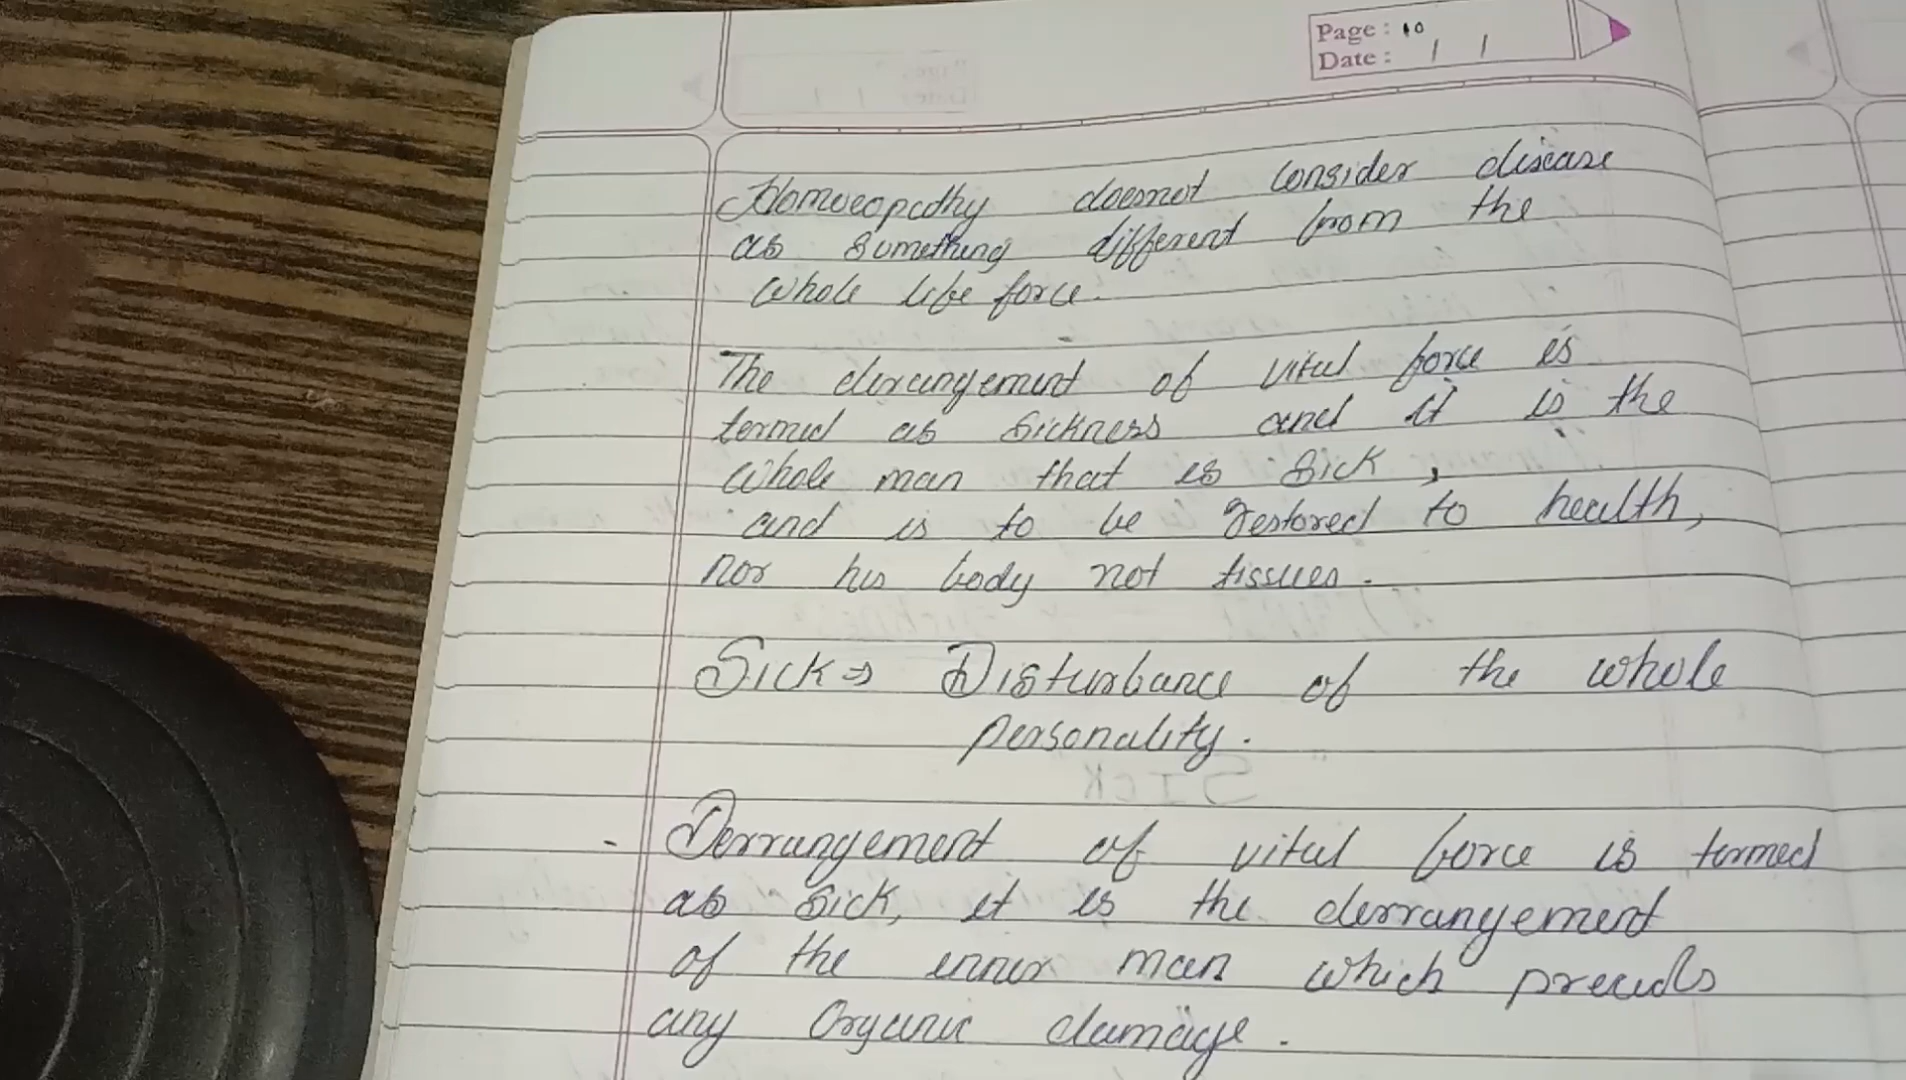 Page: 10
Date: / /
Homoeopathy doesnot consider disease
as something different from the
whole life force.
The derangement of vital force is
termed as sickness and it is the
whole man that is sick,
and is to be restored to health,
nor his body not tissues.
Sick ⇒ Disturbance of the whole
personality.
- Derrangement of vital force is termed
as sick, it is the derrangement
of the inner man which preceeds
any organic damage.